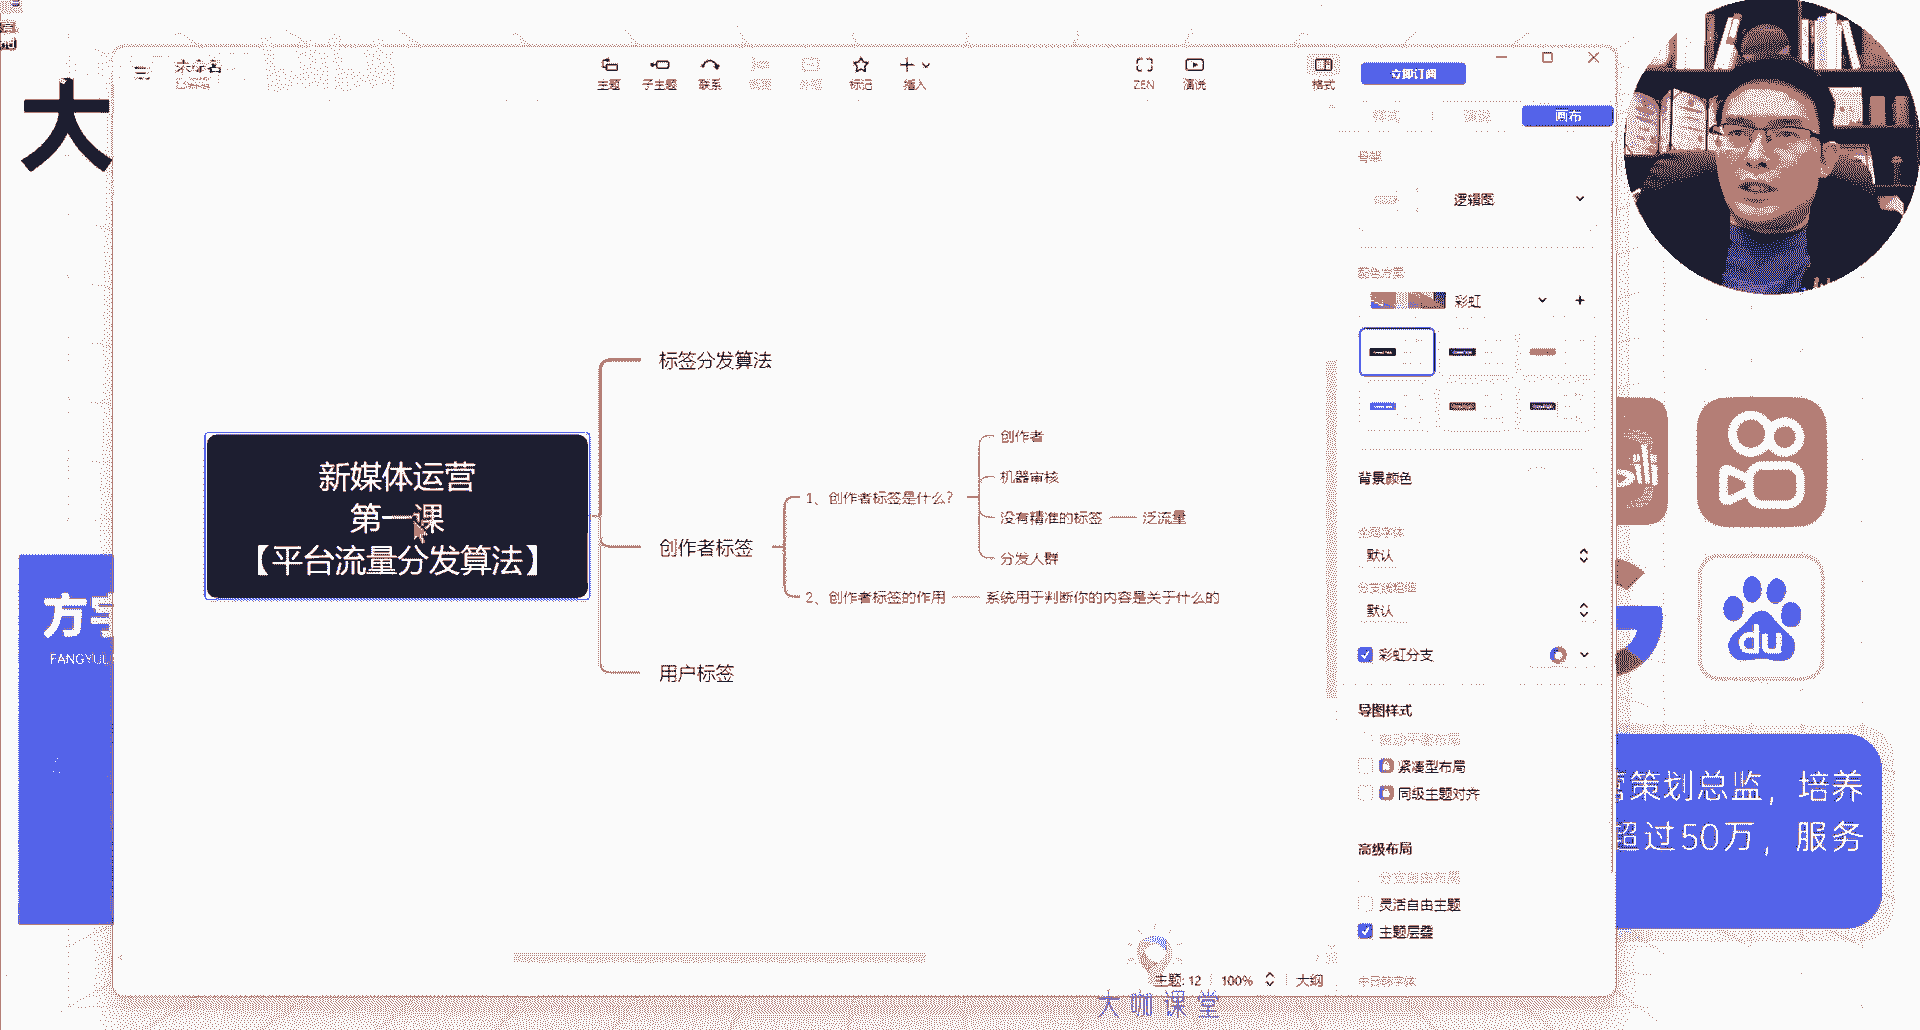 大
未命名
主题
子主题
联系
标记
插入
ZEN
演说
格式
立即订阅
画布
逻辑图
彩虹
背景颜色
默认
默认
彩虹分支
导图样式
紧凑型布局
同级主题对齐
高级布局
灵活自由主题
主题层叠
新媒体运营
第一课
【平台流量分发算法】
标签分发算法
创作者标签
1、创作者标签是什么?
创作者
机器审核
没有精准的标签
泛流量
分发人群
2、创作者标签的作用
系统用于判断你的内容是关于什么的
用户标签
方
FANGYU
du
策划总监，培养
超过50万，服务
主题: 12
100%
大纲
大咖课堂